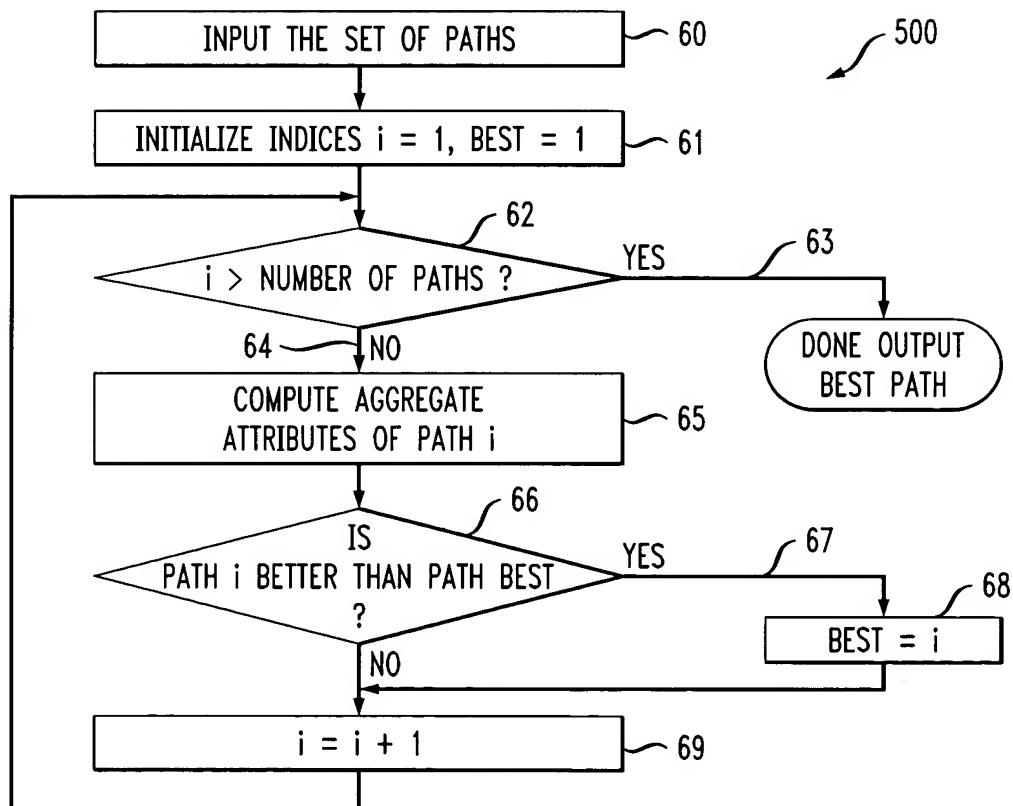 INPUT THE SET OF PATHS
60
500
INITIALIZE INDICES i = 1, BEST = 1
61
62
i > NUMBER OF PATHS ?
YES
63
64
NO
DONE OUTPUT
BEST PATH
COMPUTE AGGREGATE
ATTRIBUTES OF PATH i
65
66
IS
PATH i BETTER THAN PATH BEST
?
YES
67
68
BEST = i
NO
i = i + 1
69